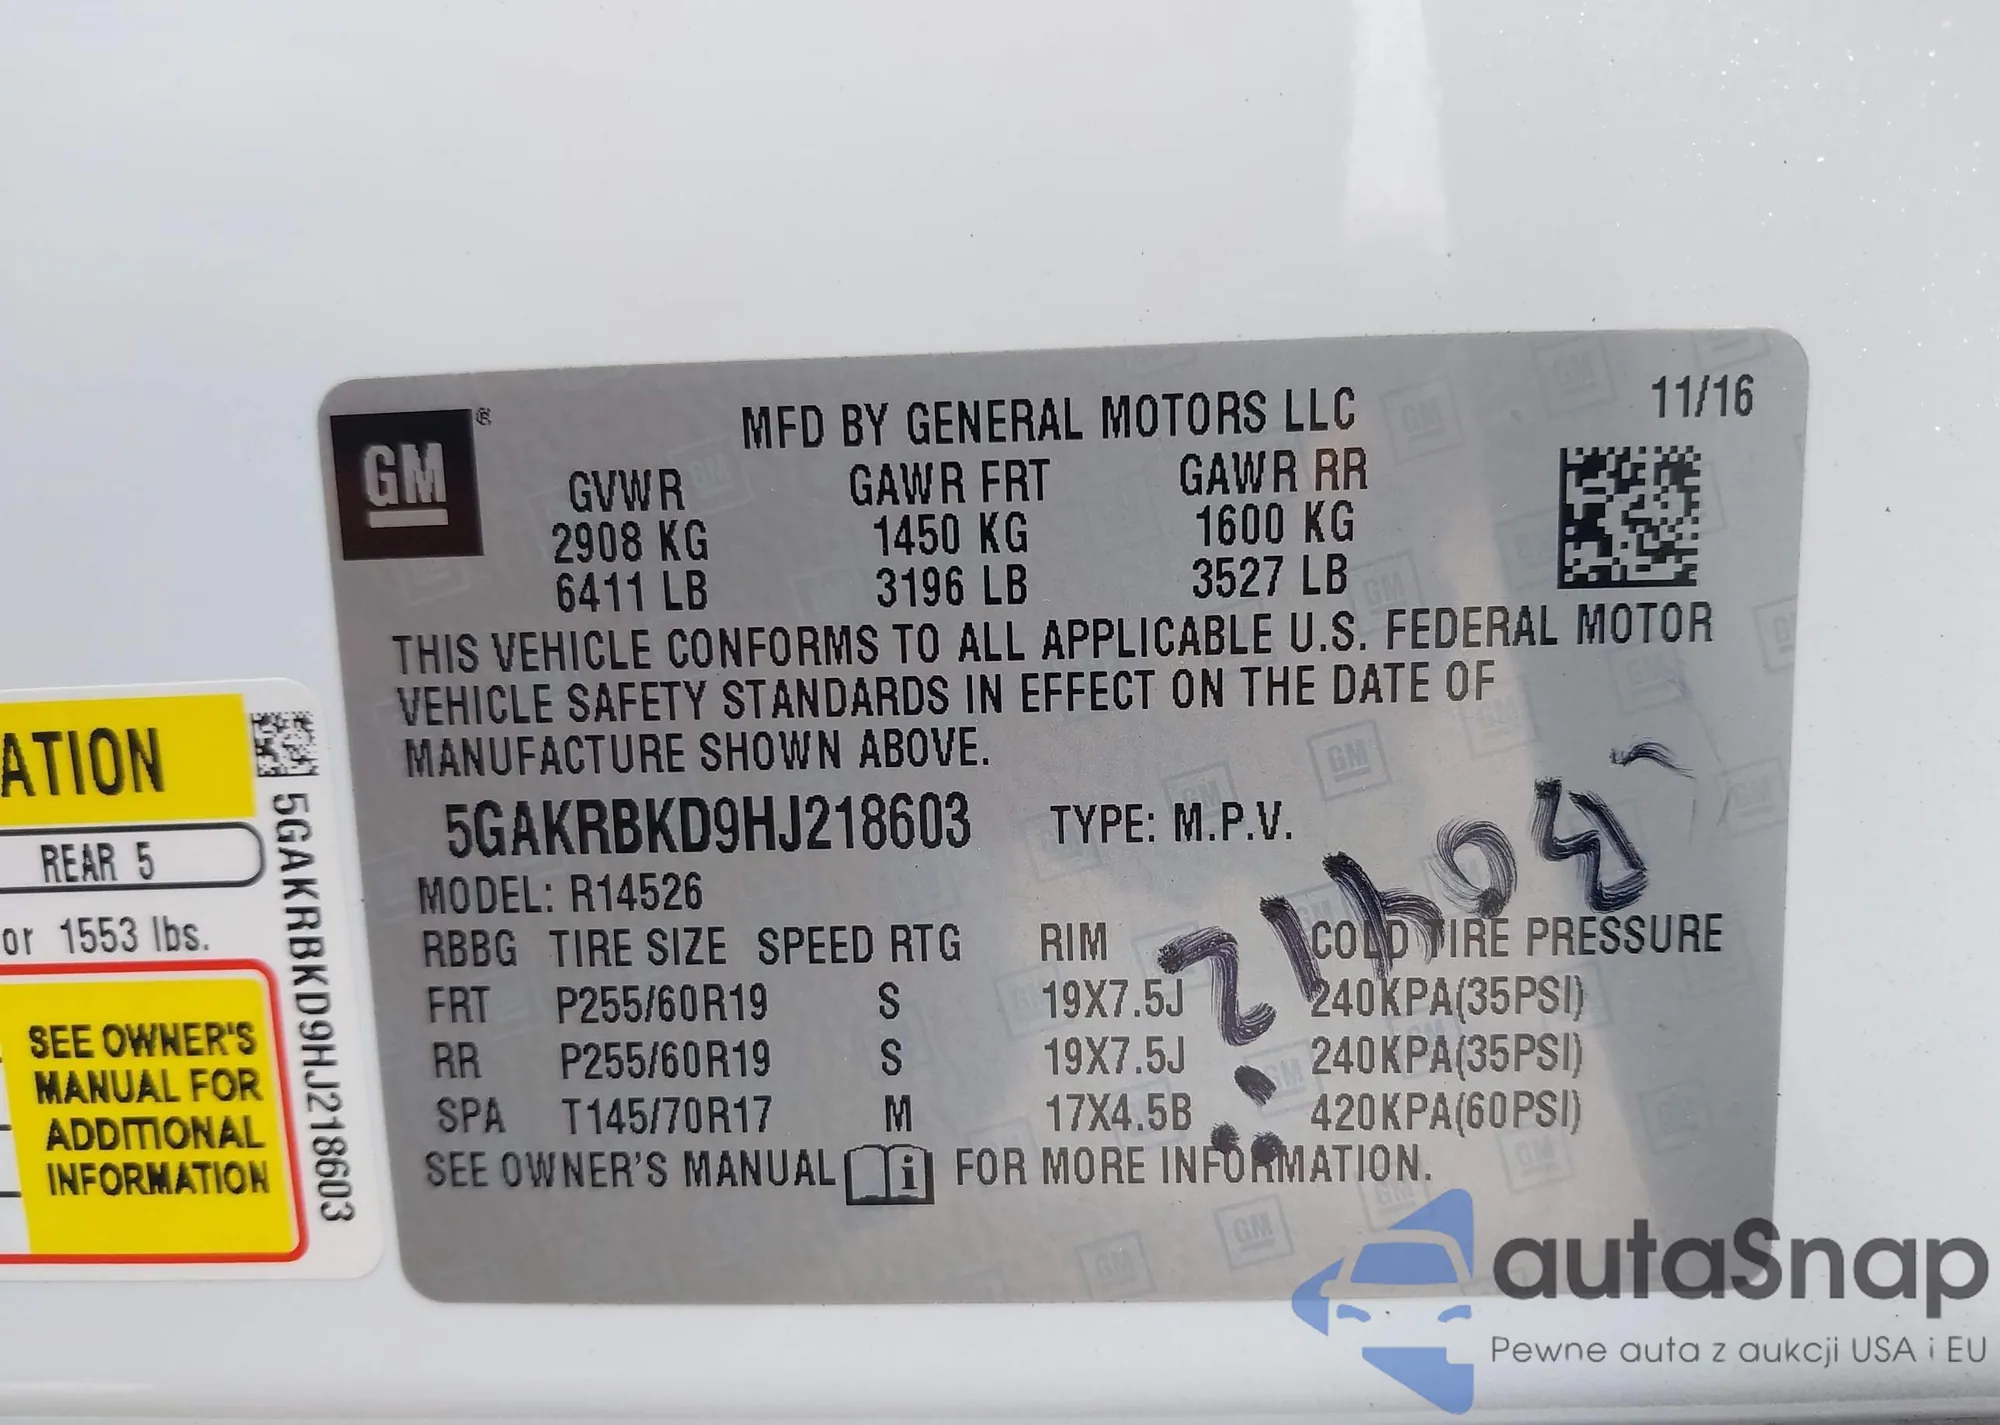 MFD BY GENERAL MOTORS LLC 11/16
GM ®
GVWR GAWR FRT GAWR RR
2908 KG 1450 KG 1600 KG
6411 LB 3196 LB 3527 LB
THIS VEHICLE CONFORMS TO ALL APPLICABLE U.S. FEDERAL MOTOR
VEHICLE SAFETY STANDARDS IN EFFECT ON THE DATE OF
MANUFACTURE SHOWN ABOVE.
5GAKRBKD9HJ218603 TYPE: M.P.V.
MODEL: R14526
RBBG TIRE SIZE SPEED RTG RIM COLD TIRE PRESSURE
FRT P255/60R19 S 19X7.5J 240KPA(35PSI)
RR P255/60R19 S 19X7.5J 240KPA(35PSI)
SPA T145/70R17 M 17X4.5B 420KPA(60PSI)
SEE OWNER'S MANUAL i FOR MORE INFORMATION.
ATION
REAR 5
or 1553 lbs.
SEE OWNER'S
MANUAL FOR
ADDITIONAL
INFORMATION
5GAKRBKD9HJ218603
autaSnap
Pewne auta z aukcji USA i EU